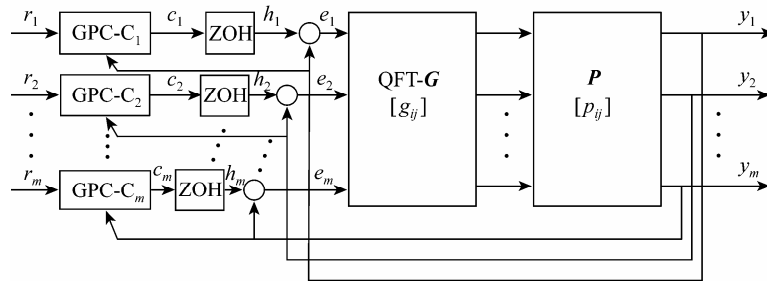 r₁ GPC-C₁ c₁ ZOH h₁ e₁ y₁
r₂ GPC-C₂ c₂ ZOH h₂ e₂ QFT-G P y₂
[gᵢⱼ] [pᵢⱼ]
rₘ GPC-Cₘ cₘ ZOH hₘ eₘ yₘ